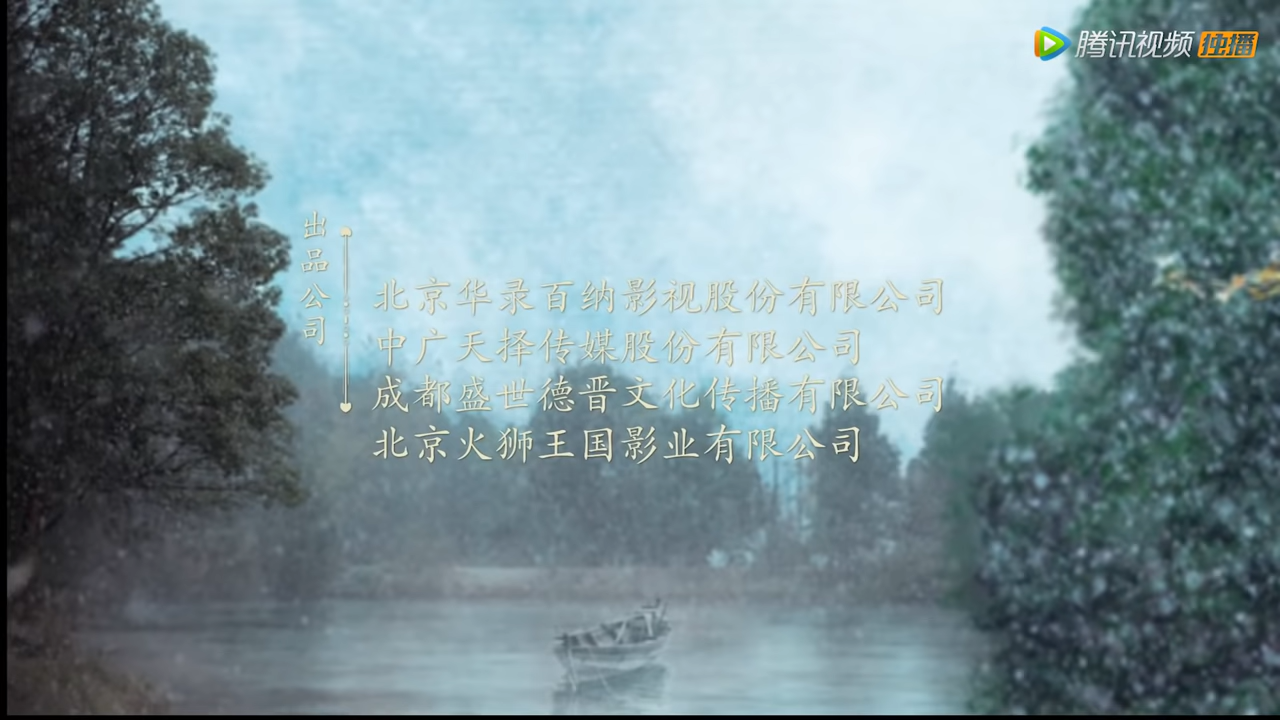 腾讯视频 独播
出品公司
北京华录百纳影视股份有限公司
中广天择传媒股份有限公司
成都盛世德晋文化传播有限公司
北京火狮王国影业有限公司